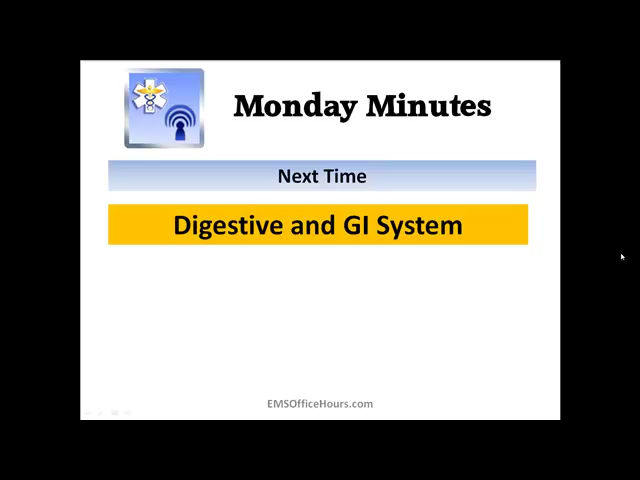 Monday Minutes
Next Time
Digestive and GI System
EMSOfficeHours.com